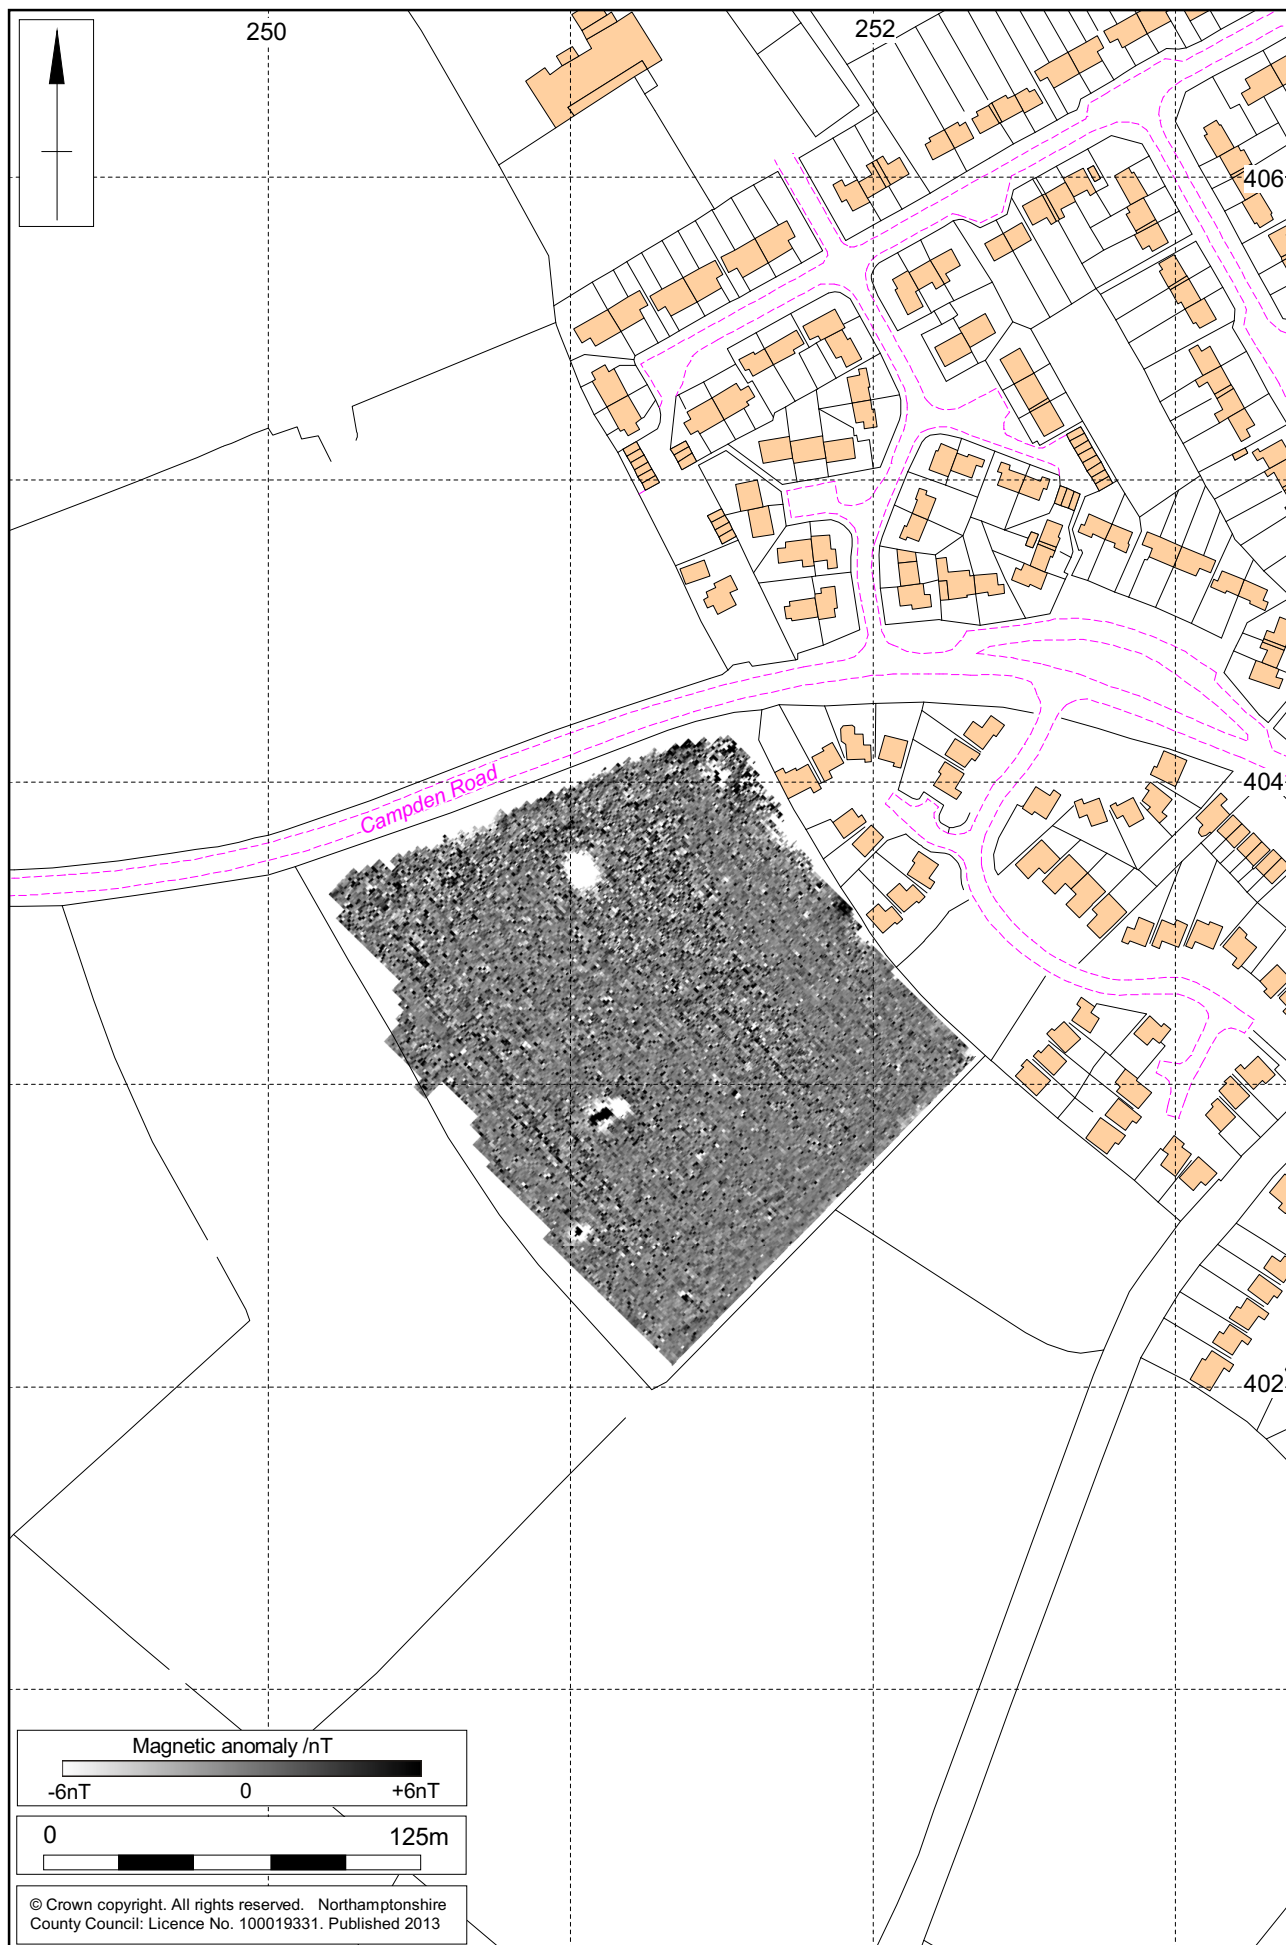 250
252
406
404
Campden Road
402
Magnetic anomaly /nT
-6nT 0 +6nT
0 125m
© Crown copyright. All rights reserved. Northamptonshire
County Council: Licence No. 100019331. Published 2013